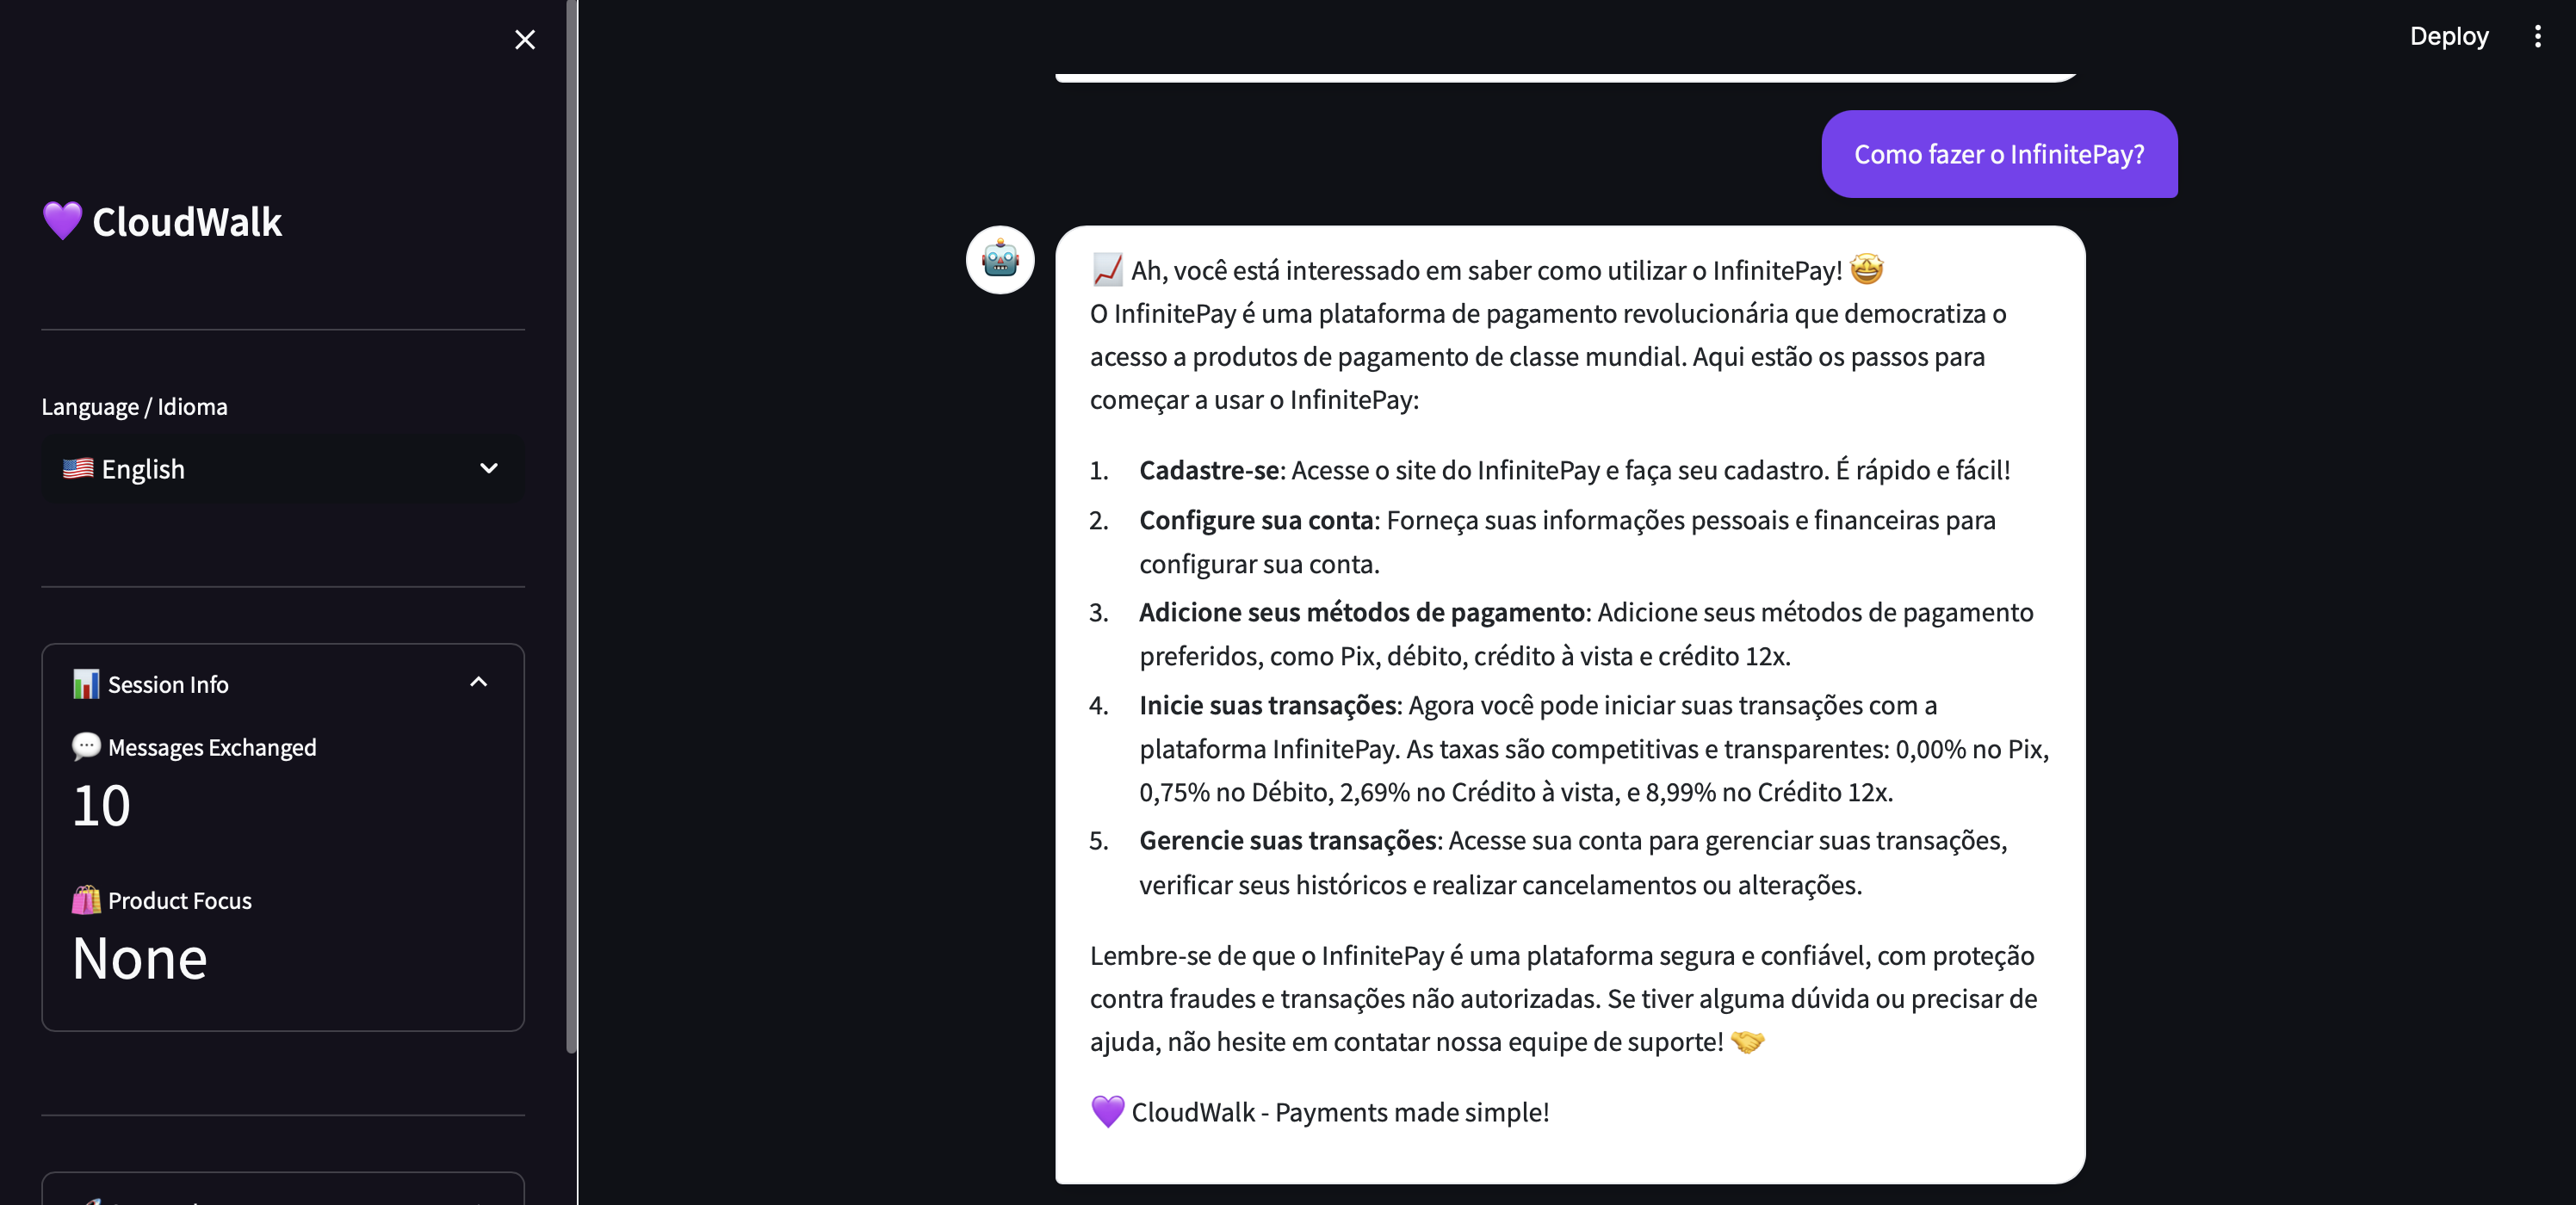 Deploy
CloudWalk
Language / Idioma
English
Session Info
Messages Exchanged
10
Product Focus
None
Como fazer o InfinitePay?
Ah, você está interessado em saber como utilizar o InfinitePay!
O InfinitePay é uma plataforma de pagamento revolucionária que democratiza o
acesso a produtos de pagamento de classe mundial. Aqui estão os passos para
começar a usar o InfinitePay:
1. Cadastre-se: Acesse o site do InfinitePay e faça seu cadastro. É rápido e fácil!
2. Configure sua conta: Forneça suas informações pessoais e financeiras para
configurar sua conta.
3. Adicione seus métodos de pagamento: Adicione seus métodos de pagamento
preferidos, como Pix, débito, crédito à vista e crédito 12x.
4. Inicie suas transações: Agora você pode iniciar suas transações com a
plataforma InfinitePay. As taxas são competitivas e transparentes: 0,00% no Pix,
0,75% no Débito, 2,69% no Crédito à vista, e 8,99% no Crédito 12x.
5. Gerencie suas transações: Acesse sua conta para gerenciar suas transações,
verificar seus históricos e realizar cancelamentos ou alterações.
Lembre-se de que o InfinitePay é uma plataforma segura e confiável, com proteção
contra fraudes e transações não autorizadas. Se tiver alguma dúvida ou precisar de
ajuda, não hesite em contatar nossa equipe de suporte!
CloudWalk - Payments made simple!